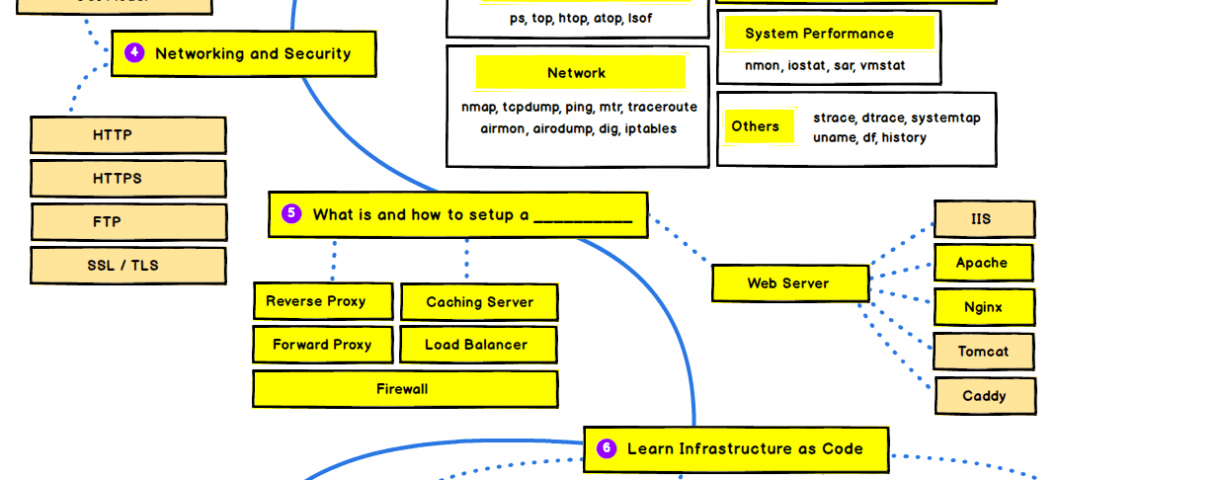 ps, top, htop, atop, lsof
System Performance
nmon, iostat, sar, vmstat
4 Networking and Security
Network
nmap, tcpdump, ping, mtr, traceroute
airmon, airodump, dig, iptables
Others
strace, dtrace, systemtap
uname, df, history
HTTP
HTTPS
FTP
SSL / TLS
5 What is and how to setup a __________
Reverse Proxy
Caching Server
Forward Proxy
Load Balancer
Firewall
Web Server
IIS
Apache
Nginx
Tomcat
Caddy
6 Learn Infrastructure as Code